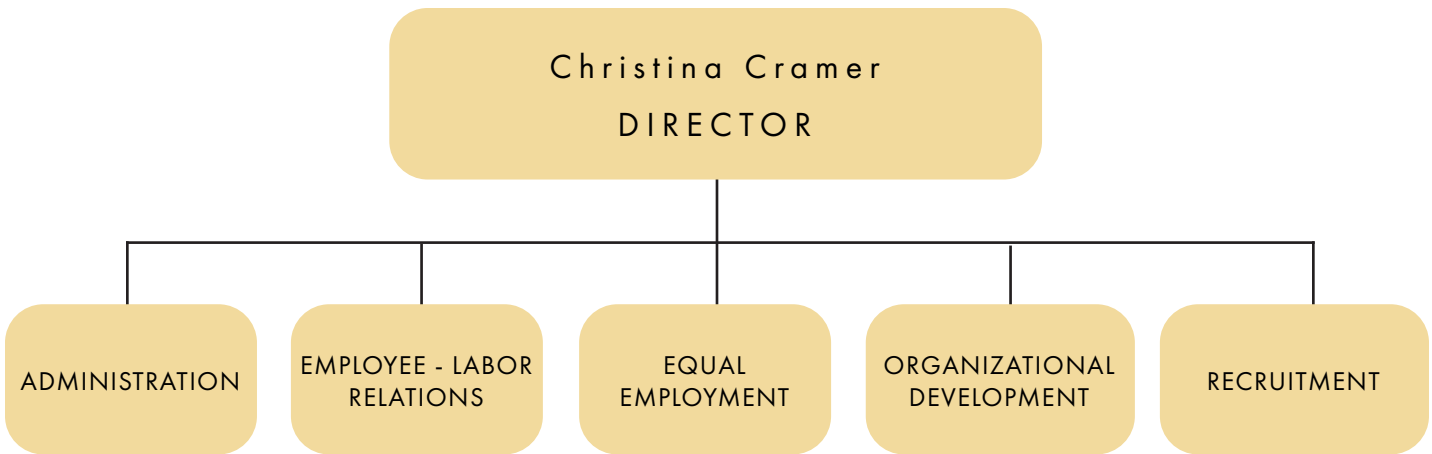 Christina Cramer
DIRECTOR
ADMINISTRATION
EMPLOYEE - LABOR
RELATIONS
EQUAL
EMPLOYMENT
ORGANIZATIONAL
DEVELOPMENT
RECRUITMENT